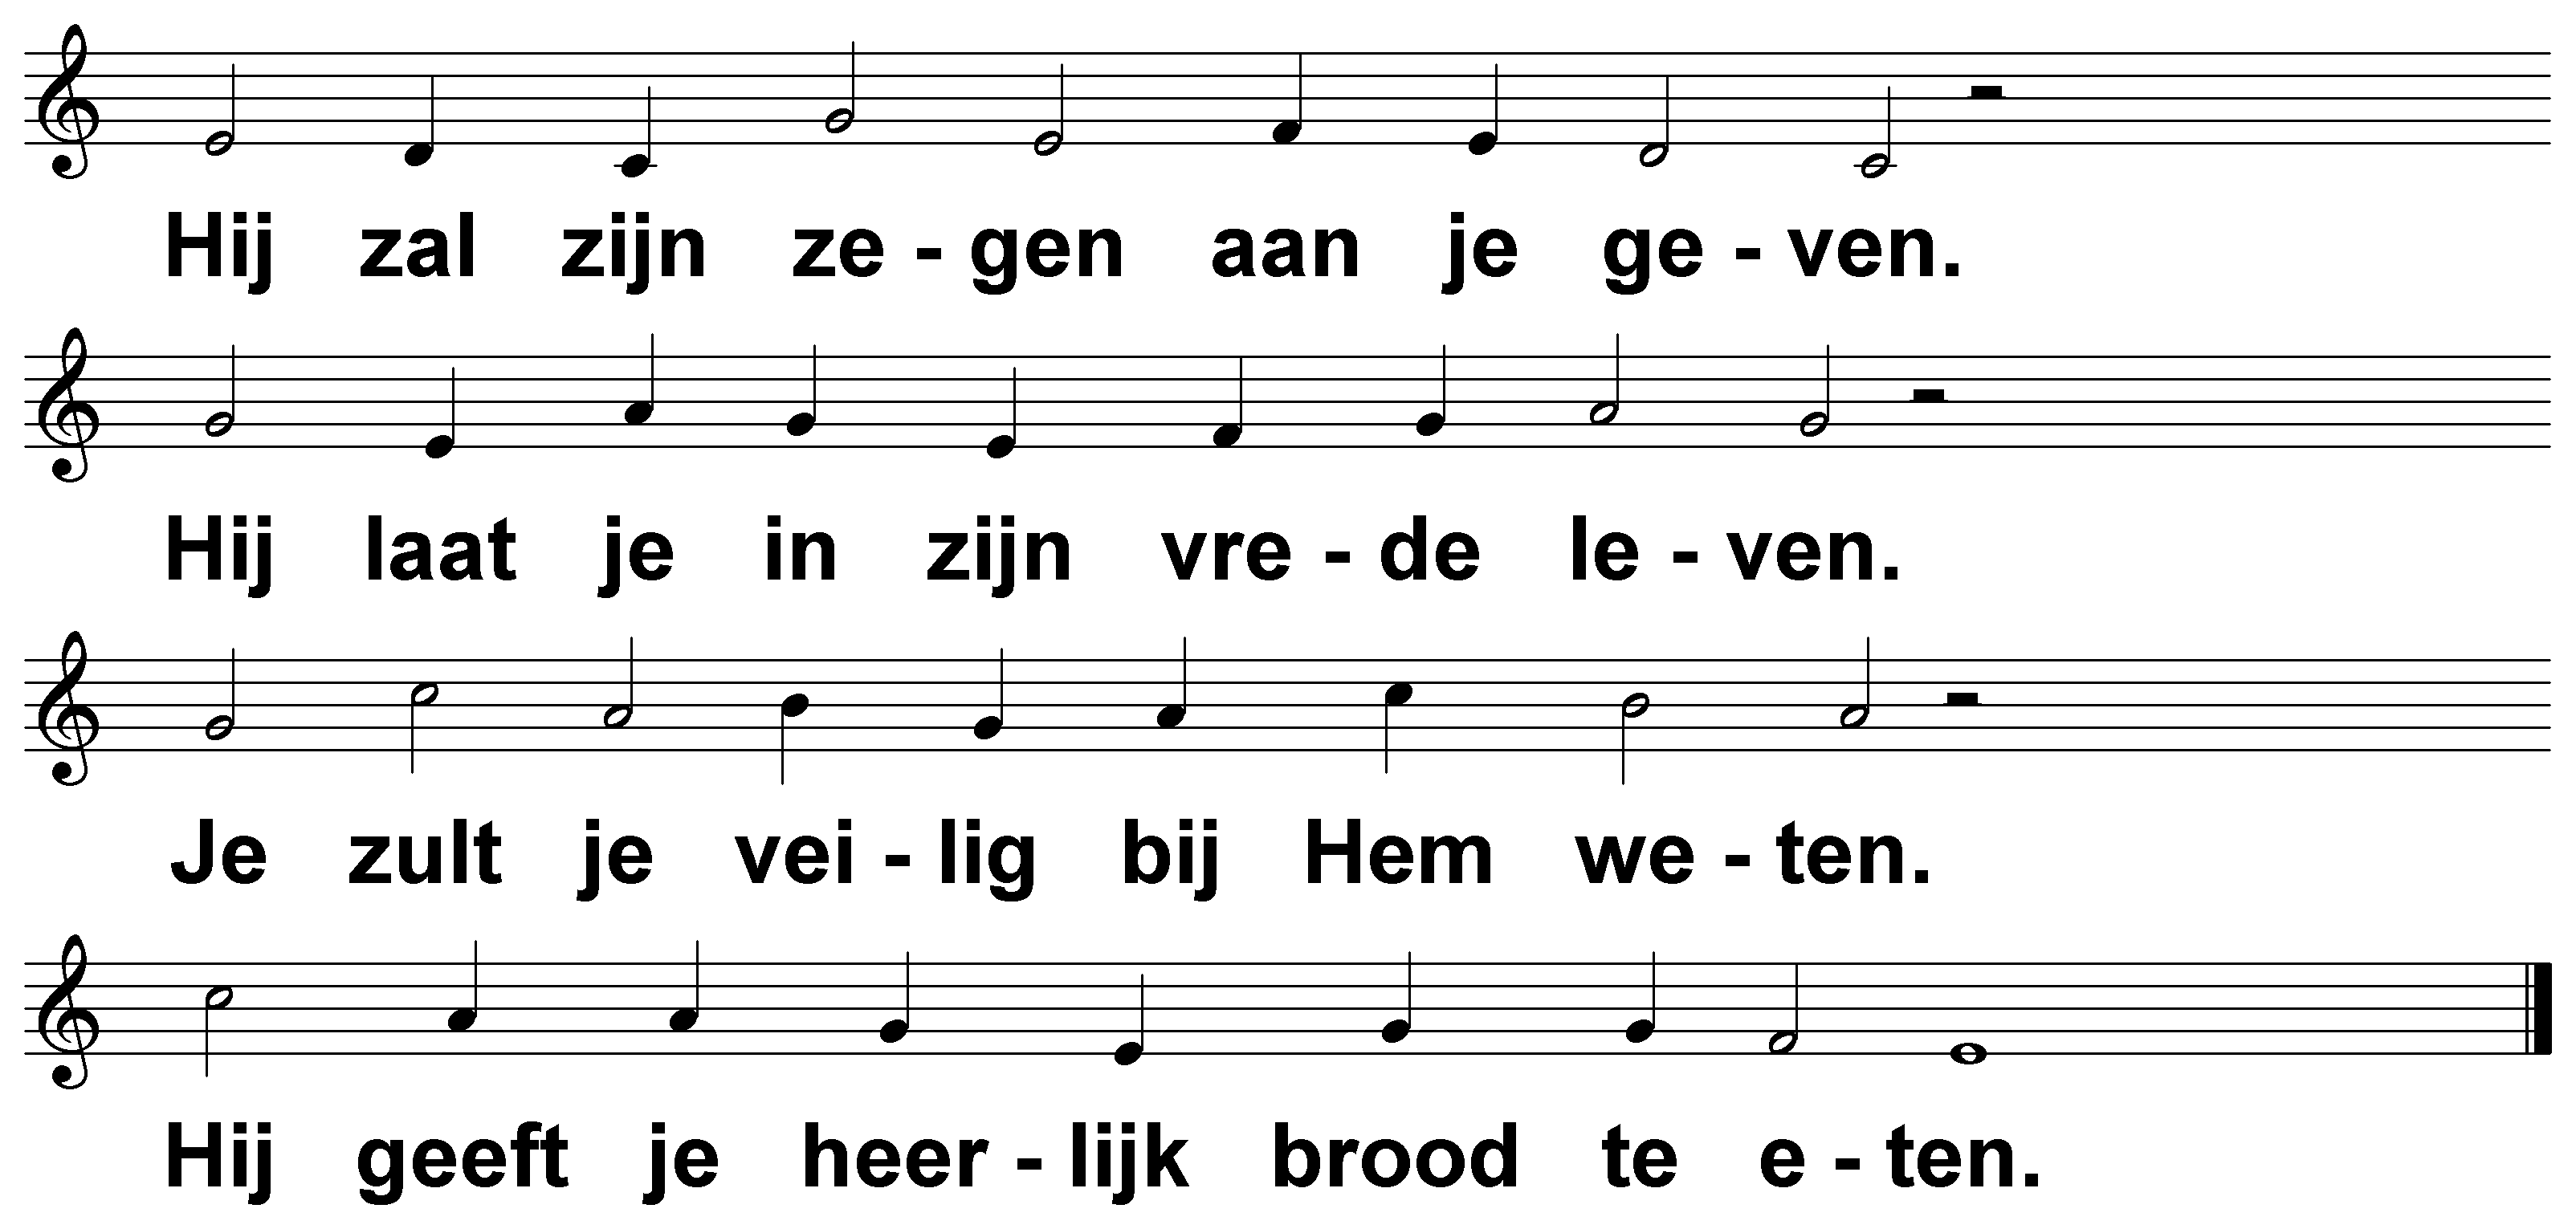 Hij zal zijn ze - gen aan je ge - ven.
Hij laat je in zijn vre - de le - ven.
Je zult je vei - lig bij Hem we - ten.
Hij geeft je heer - lijk brood te e - ten.